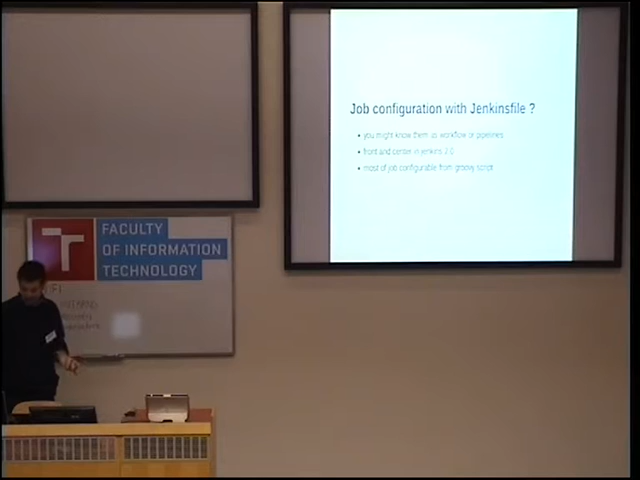 Job configuration with Jenkinsfile ?
• you might know them as workflow or pipelines
• front and center in jenkins 2.0
• most of job configurable from groovy script
FACULTY
OF INFORMATION
TECHNOLOGY